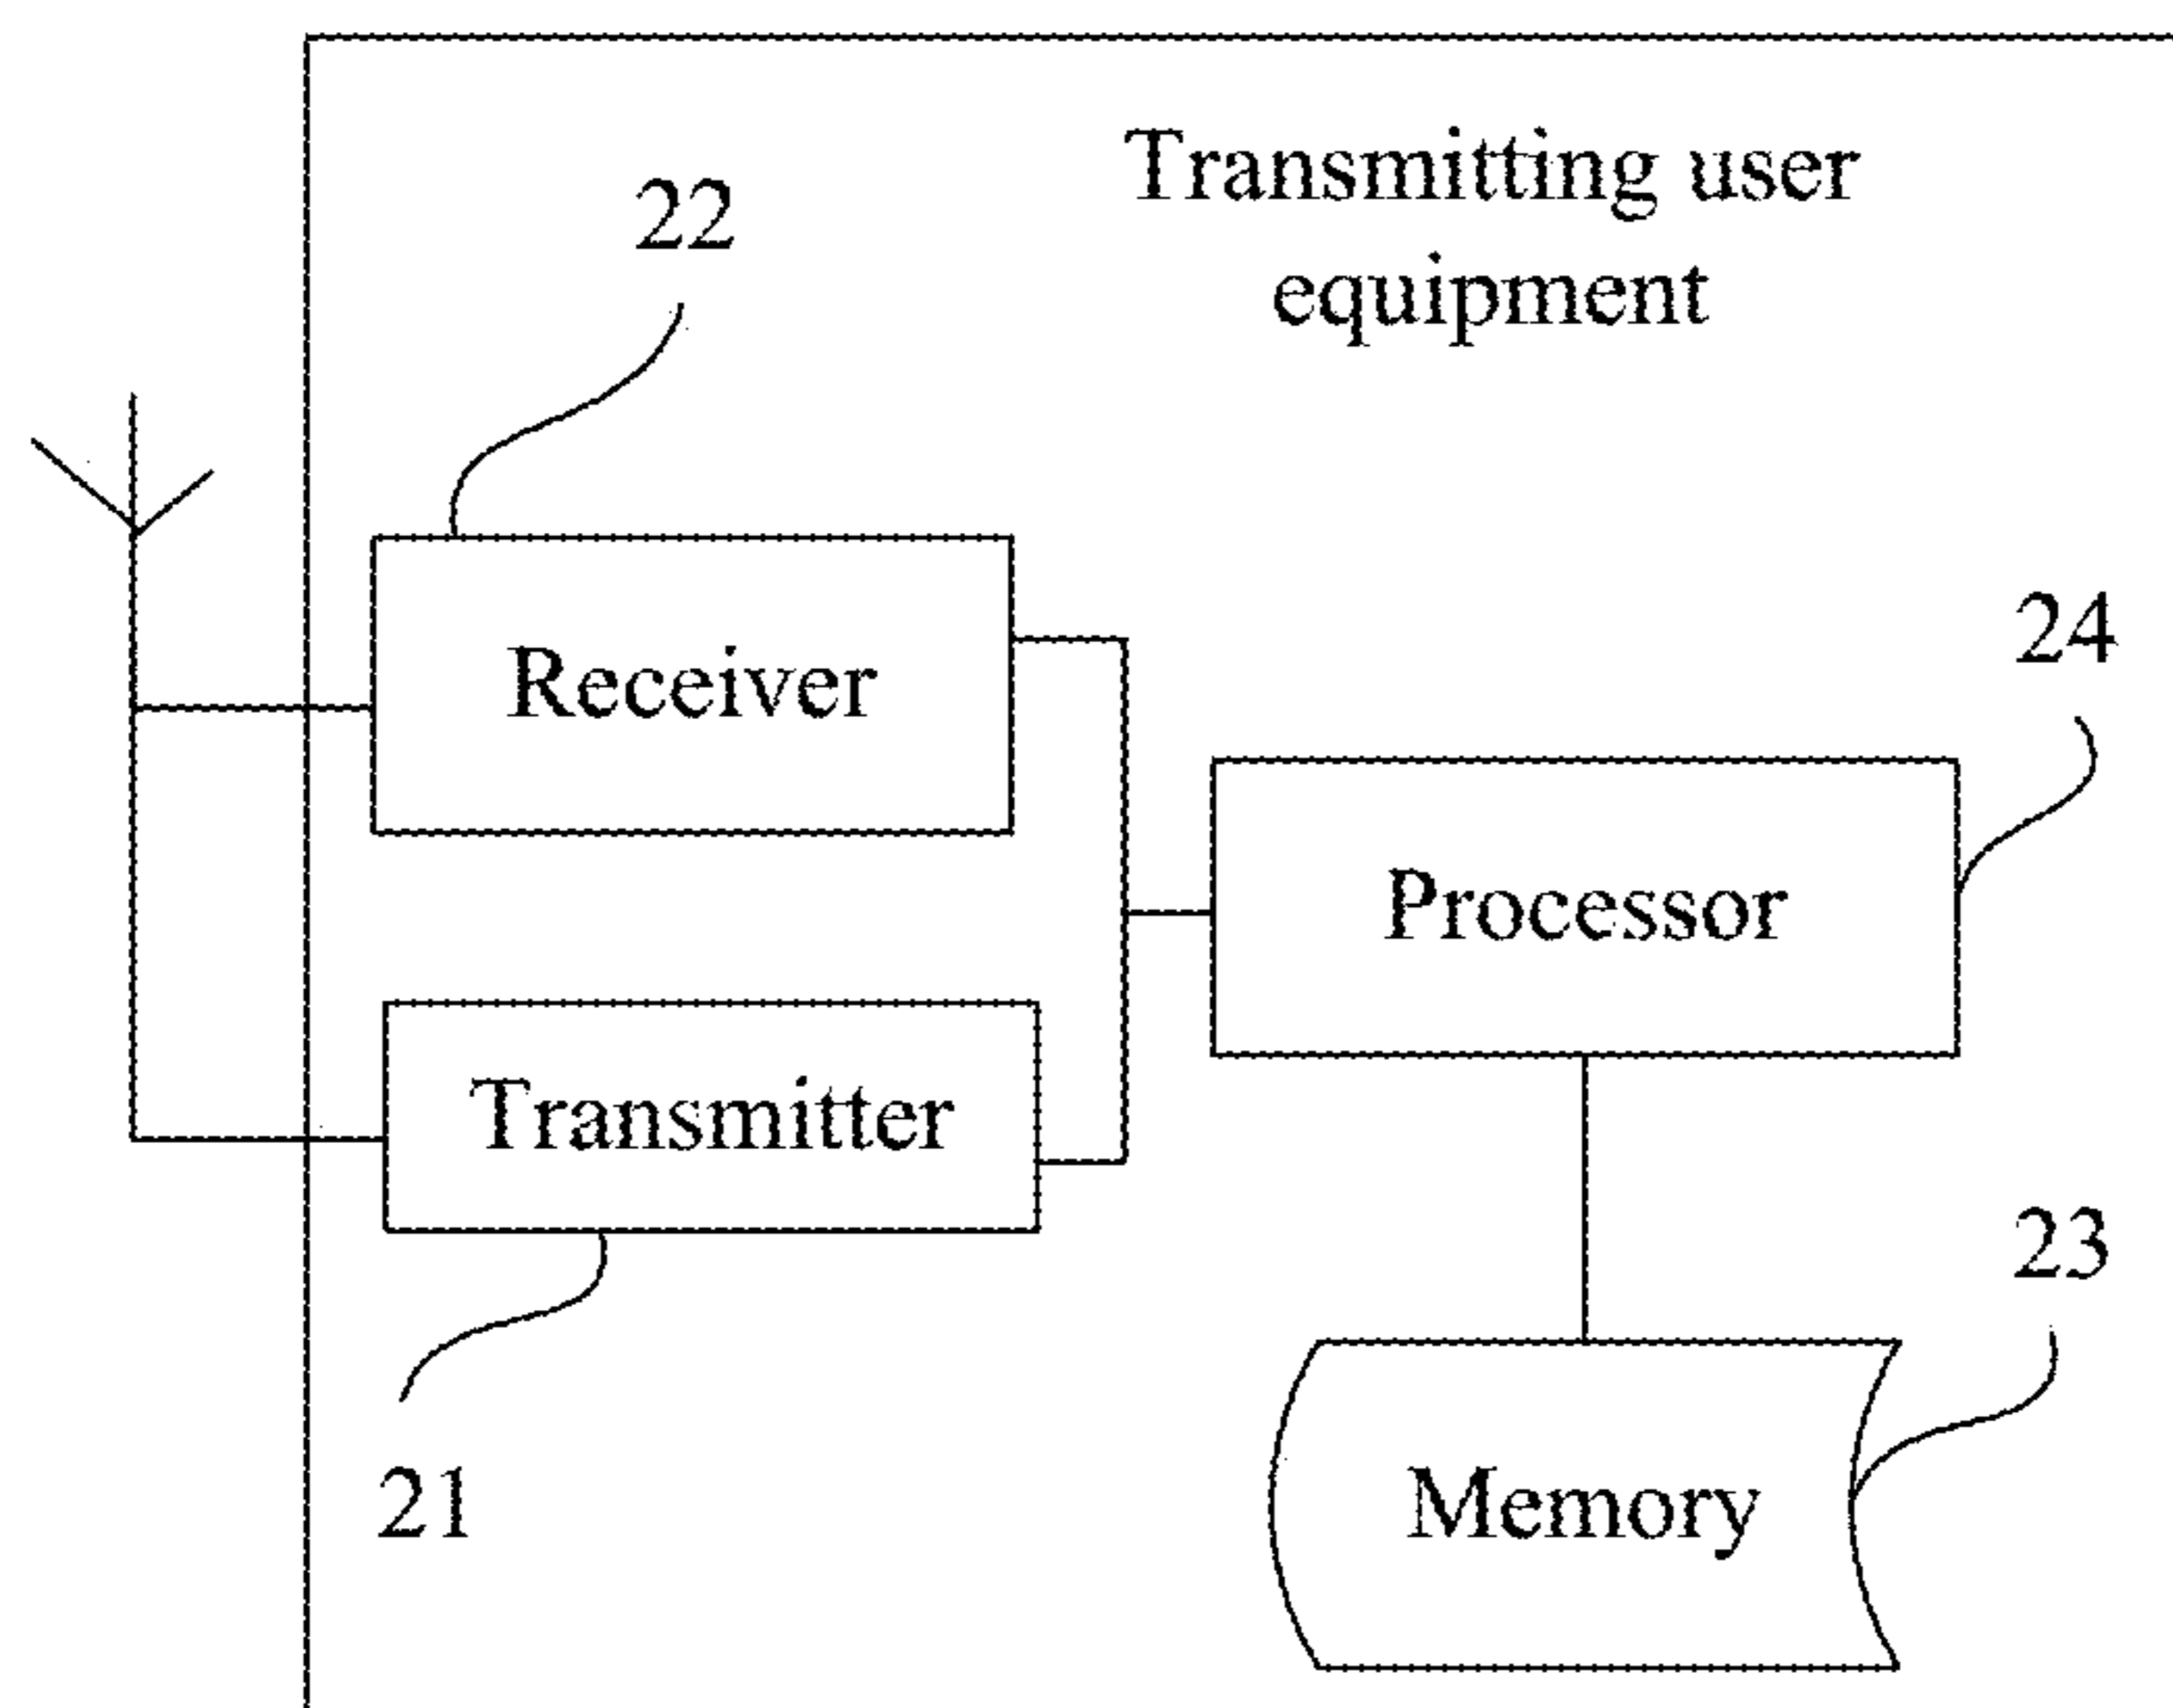 Transmitting user
equipment
22
Receiver
24
Processor
Transmitter
23
21
Memory